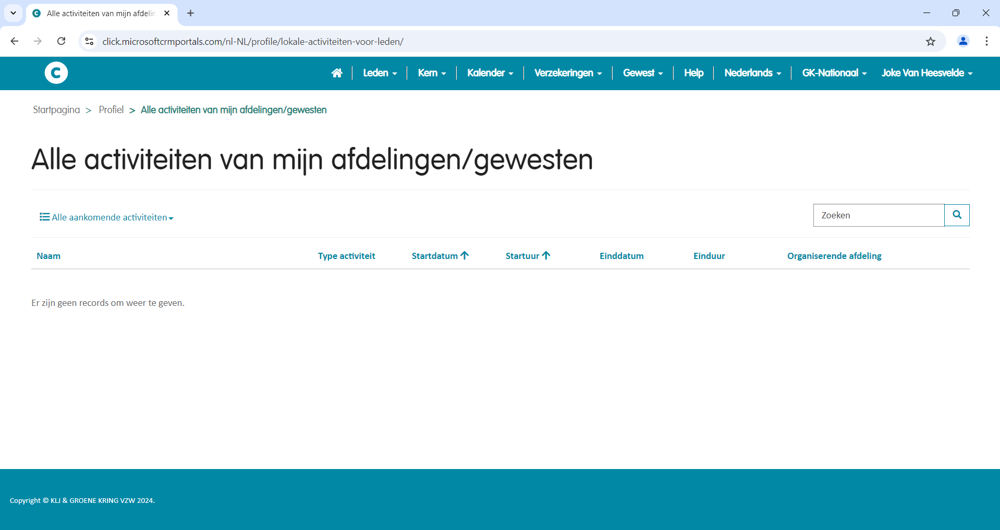 Alle activiteiten van mijn afdelin
click.microsoftcrmportals.com/nl-NL/profile/lokale-activiteiten-voor-leden/
C Leden Kern Kalender Verzekeringen Gewest Help Nederlands GK-Nationaal Joke Van Heesvelde
Startpagina > Profiel > Alle activiteiten van mijn afdelingen/gewesten
Alle activiteiten van mijn afdelingen/gewesten
Alle aankomende activiteiten Zoeken
Naam Type activiteit Startdatum Startuur Einddatum Einduur Organiserende afdeling
Er zijn geen records om weer te geven.
Copyright © KLJ & GROENE KRING VZW 2024.